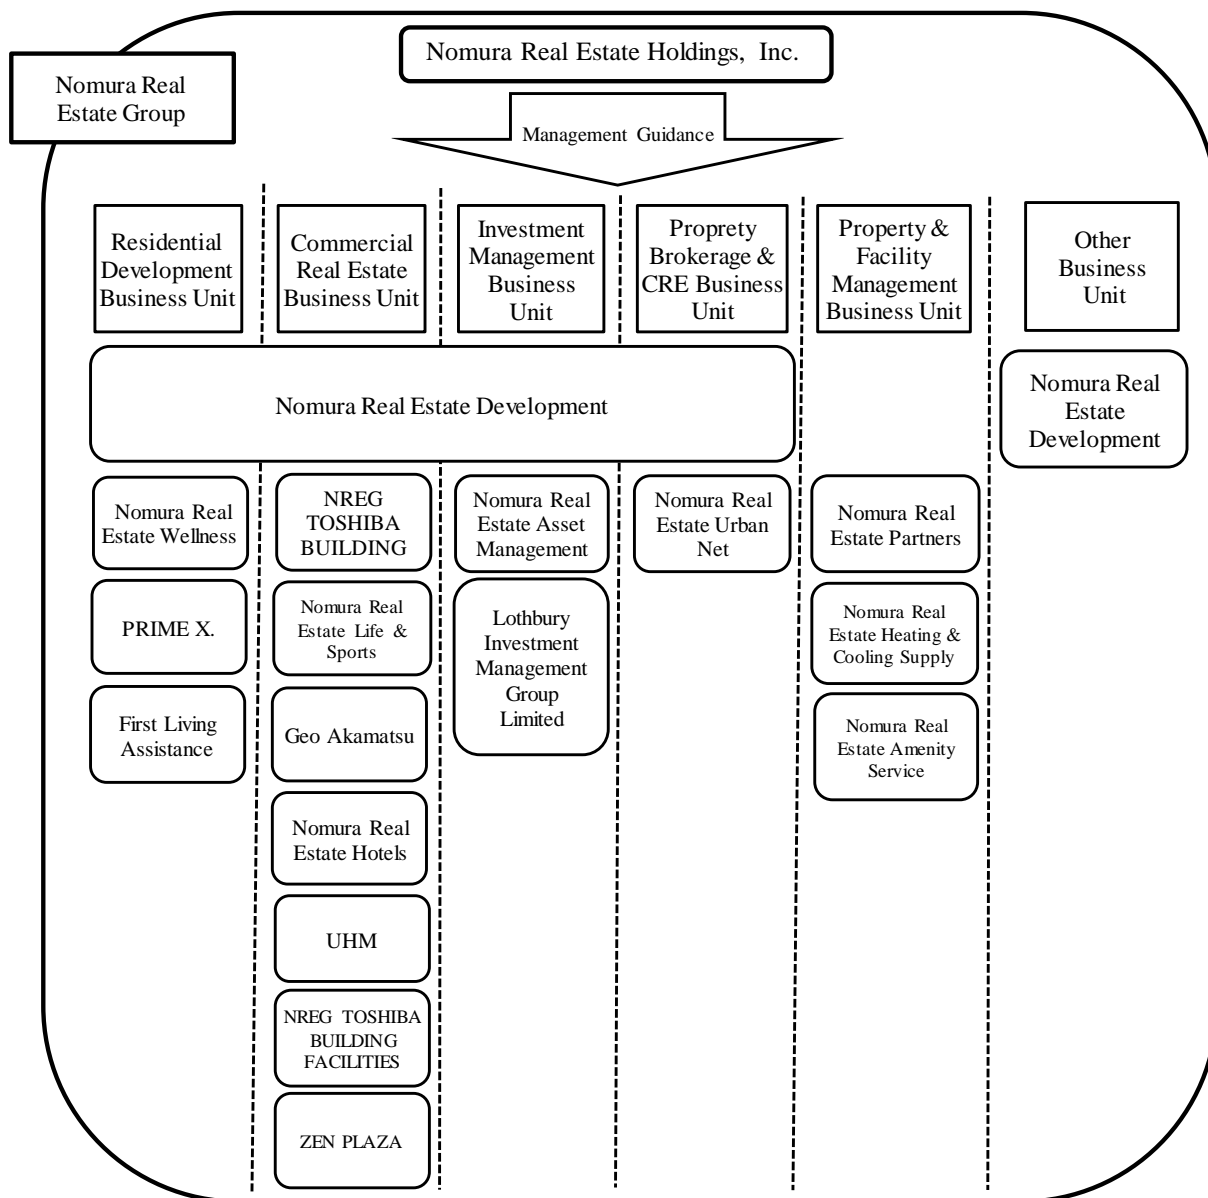 Nomura Real Estate Holdings, Inc.
Nomura Real
Estate Group
Management Guidance
Residential
Development
Business Unit
Commercial
Real Estate
Business Unit
Investment
Management
Business
Unit
Proprety
Brokerage &
CRE Business
Unit
Property &
Facility
Management
Business Unit
Other
Business
Unit
Nomura Real Estate Development
Nomura Real
Estate
Development
Nomura Real
Estate Wellness
PRIME X.
First Living
Assistance
NREG
TOSHIBA
BUILDING
Nomura Real
Estate Life &
Sports
Geo Akamatsu
Nomura Real
Estate Hotels
UHM
NREG TOSHIBA
BUILDING
FACILITIES
ZEN PLAZA
Nomura Real
Estate Asset
Management
Lothbury
Investment
Management
Group
Limited
Nomura Real
Estate Urban
Net
Nomura Real
Estate Partners
Nomura Real
Estate Heating &
Cooling Supply
Nomura Real
Estate Amenity
Service